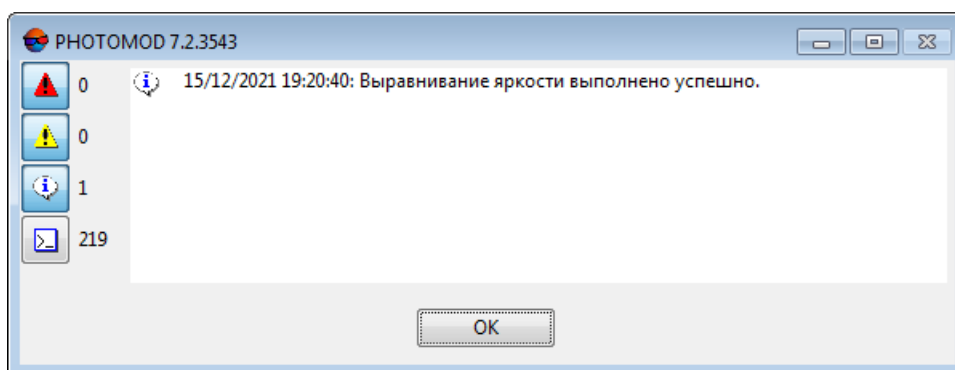 PHOTOMOD 7.2.3543
0
15/12/2021 19:20:40: Выравнивание яркости выполнено успешно.
0
1
219
OK